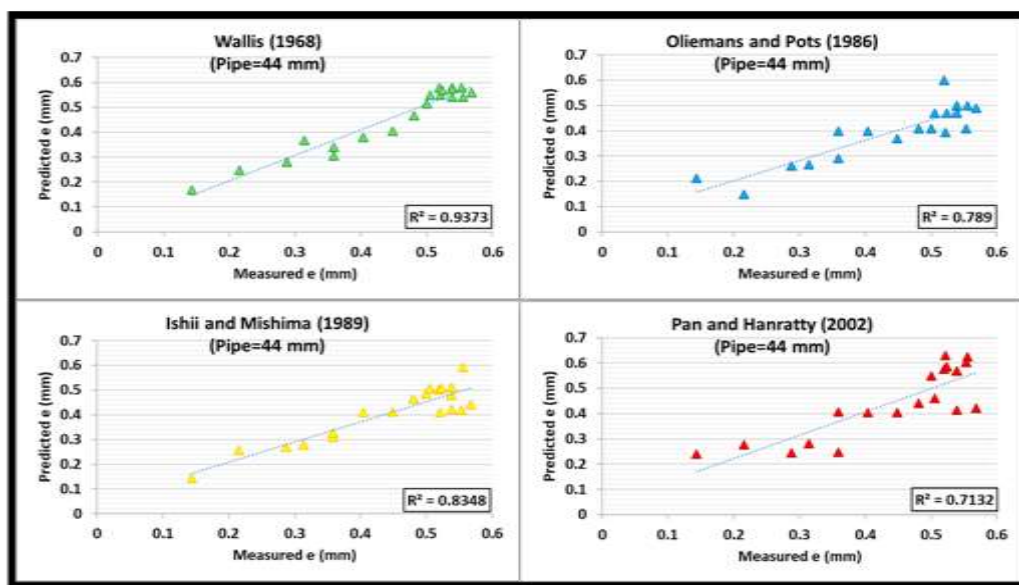 Wallis (1968)
(Pipe=44 mm)
0.7
0.6
0.5
0.4
0.3
0.2
0.1
0
Predicted e (mm)
R² = 0.9373
0 0.1 0.2 0.3 0.4 0.5 0.6
Measured e (mm)
Oliemans and Pots (1986)
(Pipe=44 mm)
0.7
0.6
0.5
0.4
0.3
0.2
0.1
0
Predicted e (mm)
R² = 0.789
0 0.1 0.2 0.3 0.4 0.5 0.6
Measured e (mm)
Ishii and Mishima (1989)
(Pipe=44 mm)
0.7
0.6
0.5
0.4
0.3
0.2
0.1
0
Predicted e (mm)
R² = 0.8348
0 0.1 0.2 0.3 0.4 0.5 0.6
Measured e (mm)
Pan and Hanratty (2002)
(Pipe=44 mm)
0.7
0.6
0.5
0.4
0.3
0.2
0.1
0
Predicted e (mm)
R² = 0.7132
0 0.1 0.2 0.3 0.4 0.5 0.6
Measured e (mm)